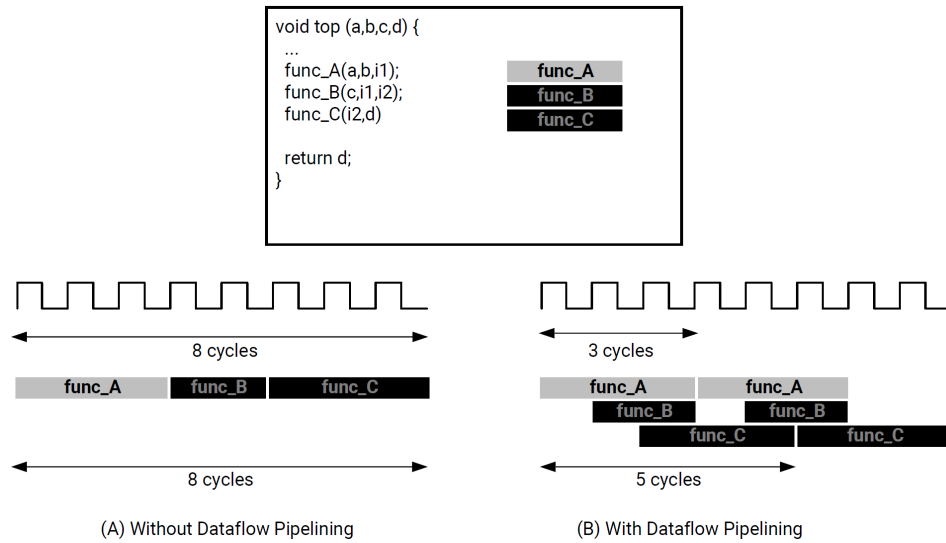 void top (a,b,c,d) {
...
func_A(a,b,i1);
func_B(c,i1,i2);
func_C(i2,d)
return d;
}
func_A
func_B
func_C
8 cycles
func_A func_B func_C
8 cycles
(A) Without Dataflow Pipelining
3 cycles
func_A func_A
func_B func_B
func_C func_C
5 cycles
(B) With Dataflow Pipelining